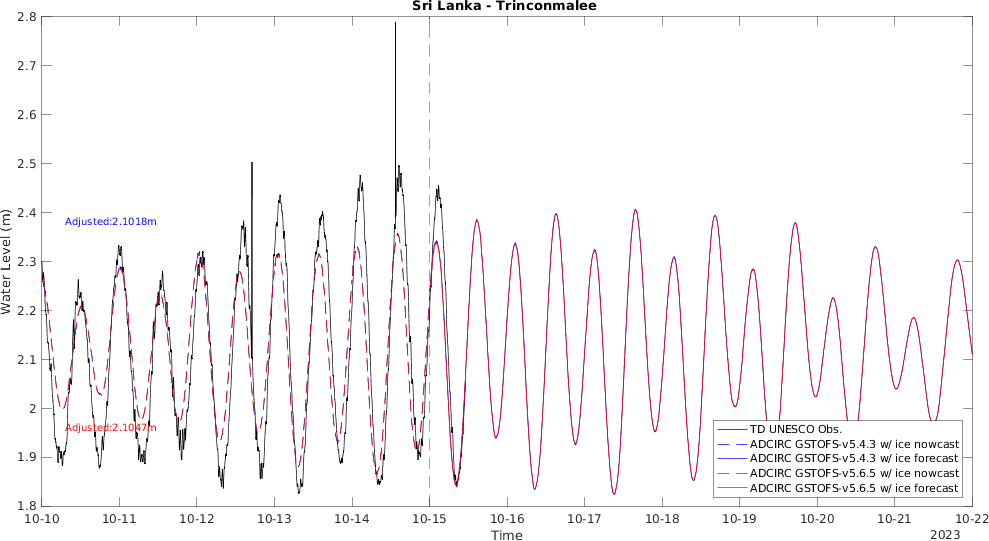 Sri Lanka - Trinconmalee
Water Level (m)
2.8
2.7
2.6
2.5
2.4
2.3
2.2
2.1
2
1.9
1.8
Adjusted:2.1018m
Adjusted:2.1047m
TD UNESCO Obs.
ADCIRC GSTOFS-v5.4.3 w/ ice nowcast
ADCIRC GSTOFS-v5.4.3 w/ ice forecast
ADCIRC GSTOFS-v5.6.5 w/ ice nowcast
ADCIRC GSTOFS-v5.6.5 w/ ice forecast
10-10 10-11 10-12 10-13 10-14 10-15 10-16 10-17 10-18 10-19 10-20 10-21 10-22
Time
2023